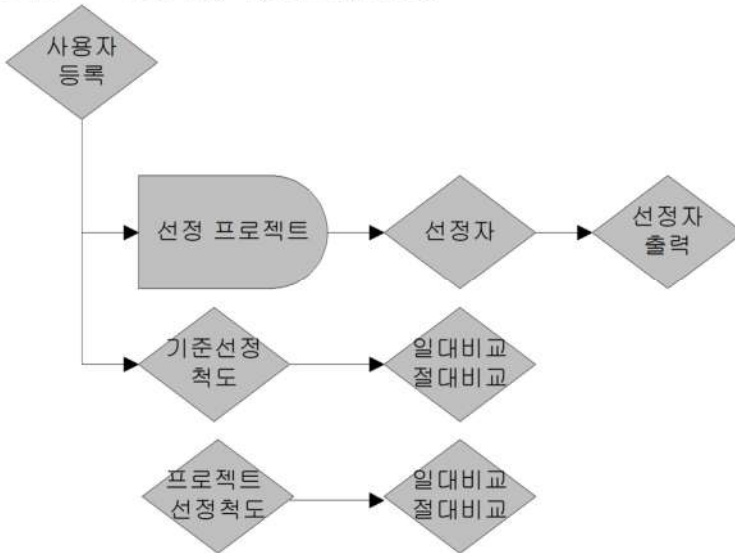 사용자
등록
선정 프로젝트
선정자
선정자
출력
기준선정
척도
일대비교
절대비교
프로젝트
선정척도
일대비교
절대비교